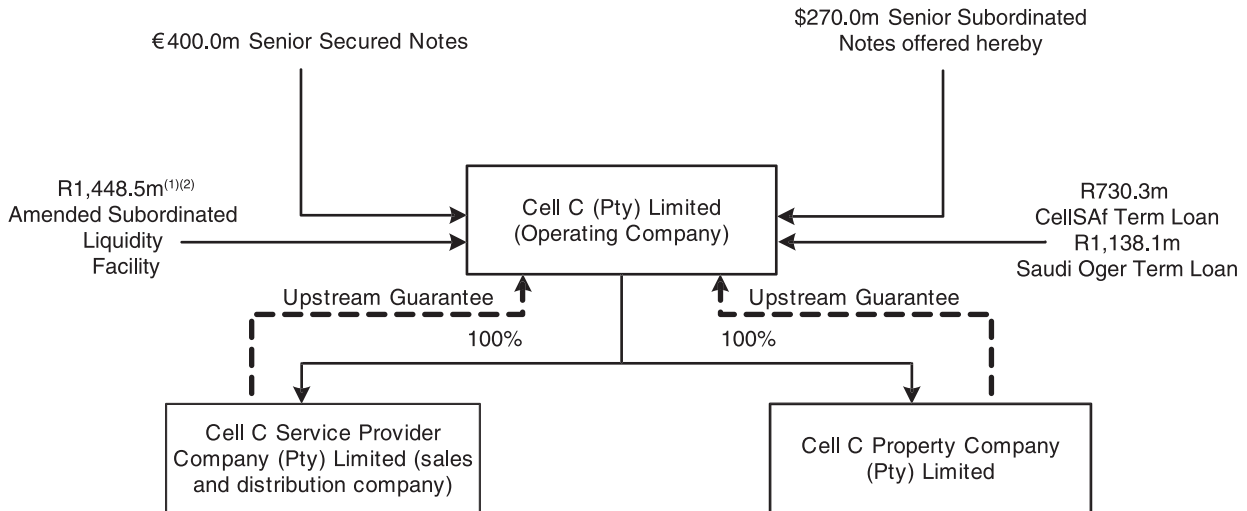 €400.0m Senior Secured Notes
$270.0m Senior Subordinated
Notes offered hereby
R1,448.5m(1)(2)
Amended Subordinated
Liquidity
Facility
Cell C (Pty) Limited
(Operating Company)
R730.3m
CellSAf Term Loan
R1,138.1m
Saudi Oger Term Loan
Upstream Guarantee
Upstream Guarantee
100%
100%
Cell C Service Provider
Company (Pty) Limited (sales
and distribution company)
Cell C Property Company
(Pty) Limited